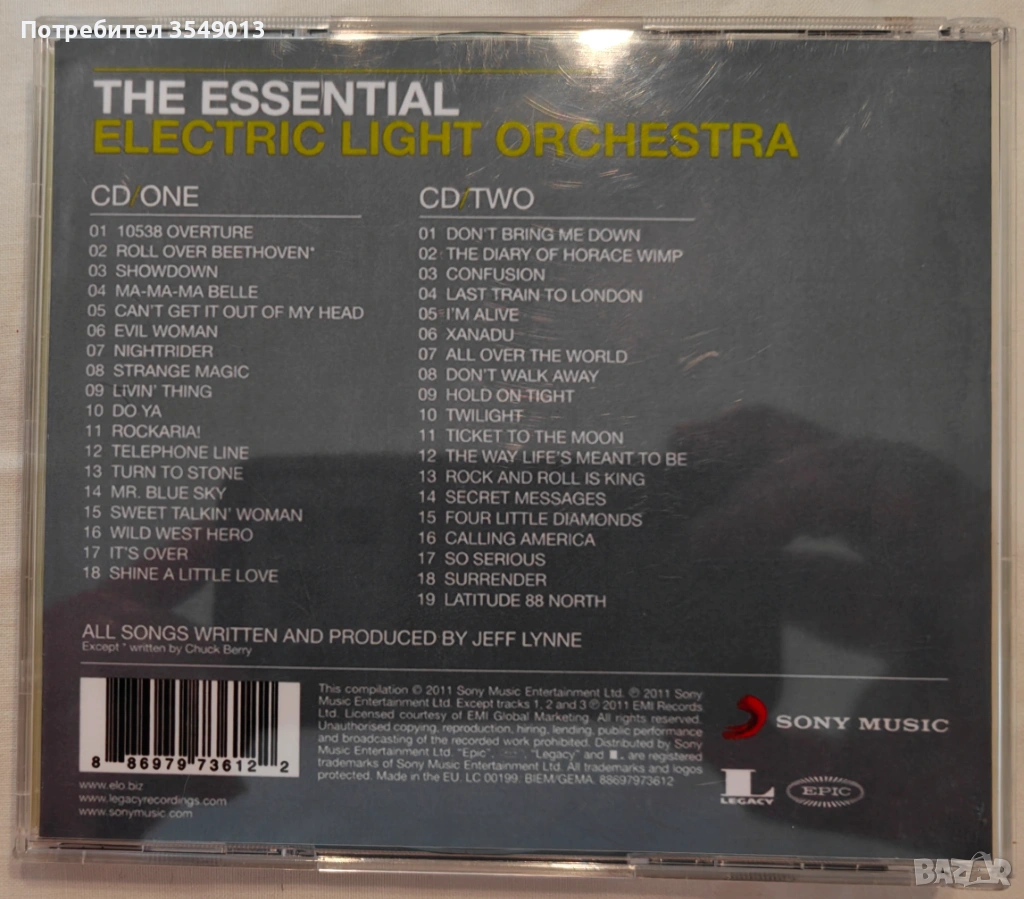 Потребител 3549013
THE ESSENTIAL
ELECTRIC LIGHT ORCHESTRA
CD/ONE
01 10538 OVERTURE
02 ROLL OVER BEETHOVEN*
03 SHOWDOWN
04 MA-MA-MA BELLE
05 CAN'T GET IT OUT OF MY HEAD
06 EVIL WOMAN
07 NIGHTRIDER
08 STRANGE MAGIC
09 LIVIN' THING
10 DO YA
11 ROCKARIA!
12 TELEPHONE LINE
13 TURN TO STONE
14 MR. BLUE SKY
15 SWEET TALKIN' WOMAN
16 WILD WEST HERO
17 IT'S OVER
18 SHINE A LITTLE LOVE
CD/TWO
01 DON'T BRING ME DOWN
02 THE DIARY OF HORACE WIMP
03 CONFUSION
04 LAST TRAIN TO LONDON
05 I'M ALIVE
06 XANADU
07 ALL OVER THE WORLD
08 DON'T WALK AWAY
09 HOLD ON TIGHT
10 TWILIGHT
11 TICKET TO THE MOON
12 THE WAY LIFE'S MEANT TO BE
13 ROCK AND ROLL IS KING
14 SECRET MESSAGES
15 FOUR LITTLE DIAMONDS
16 CALLING AMERICA
17 SO SERIOUS
18 SURRENDER
19 LATITUDE 88 NORTH
ALL SONGS WRITTEN AND PRODUCED BY JEFF LYNNE
Except * written by Chuck Berry
8 86979 73612 2
www.elo.biz
www.legacyrecordings.com
www.sonymusic.com
This compilation © 2011 Sony Music Entertainment Ltd. ℗ 2011 Sony
Music Entertainment Ltd. Except tracks 1, 2 and 3 ℗ 2011 EMI Records
Ltd. Licensed courtesy of EMI Global Marketing. All rights reserved.
Unauthorised copying, reproduction, hiring, lending, public performance
and broadcasting of the recorded work prohibited. Distributed by Sony
Music Entertainment Ltd. "Epic", "Legacy" and L. are registered
trademarks of Sony Music Entertainment Ltd. All trademarks and logos
protected. Made in the EU. LC 00199. BIEM/GEMA. 88697973612
SONY MUSIC
L
LEGACY
EPIC
BAZAR